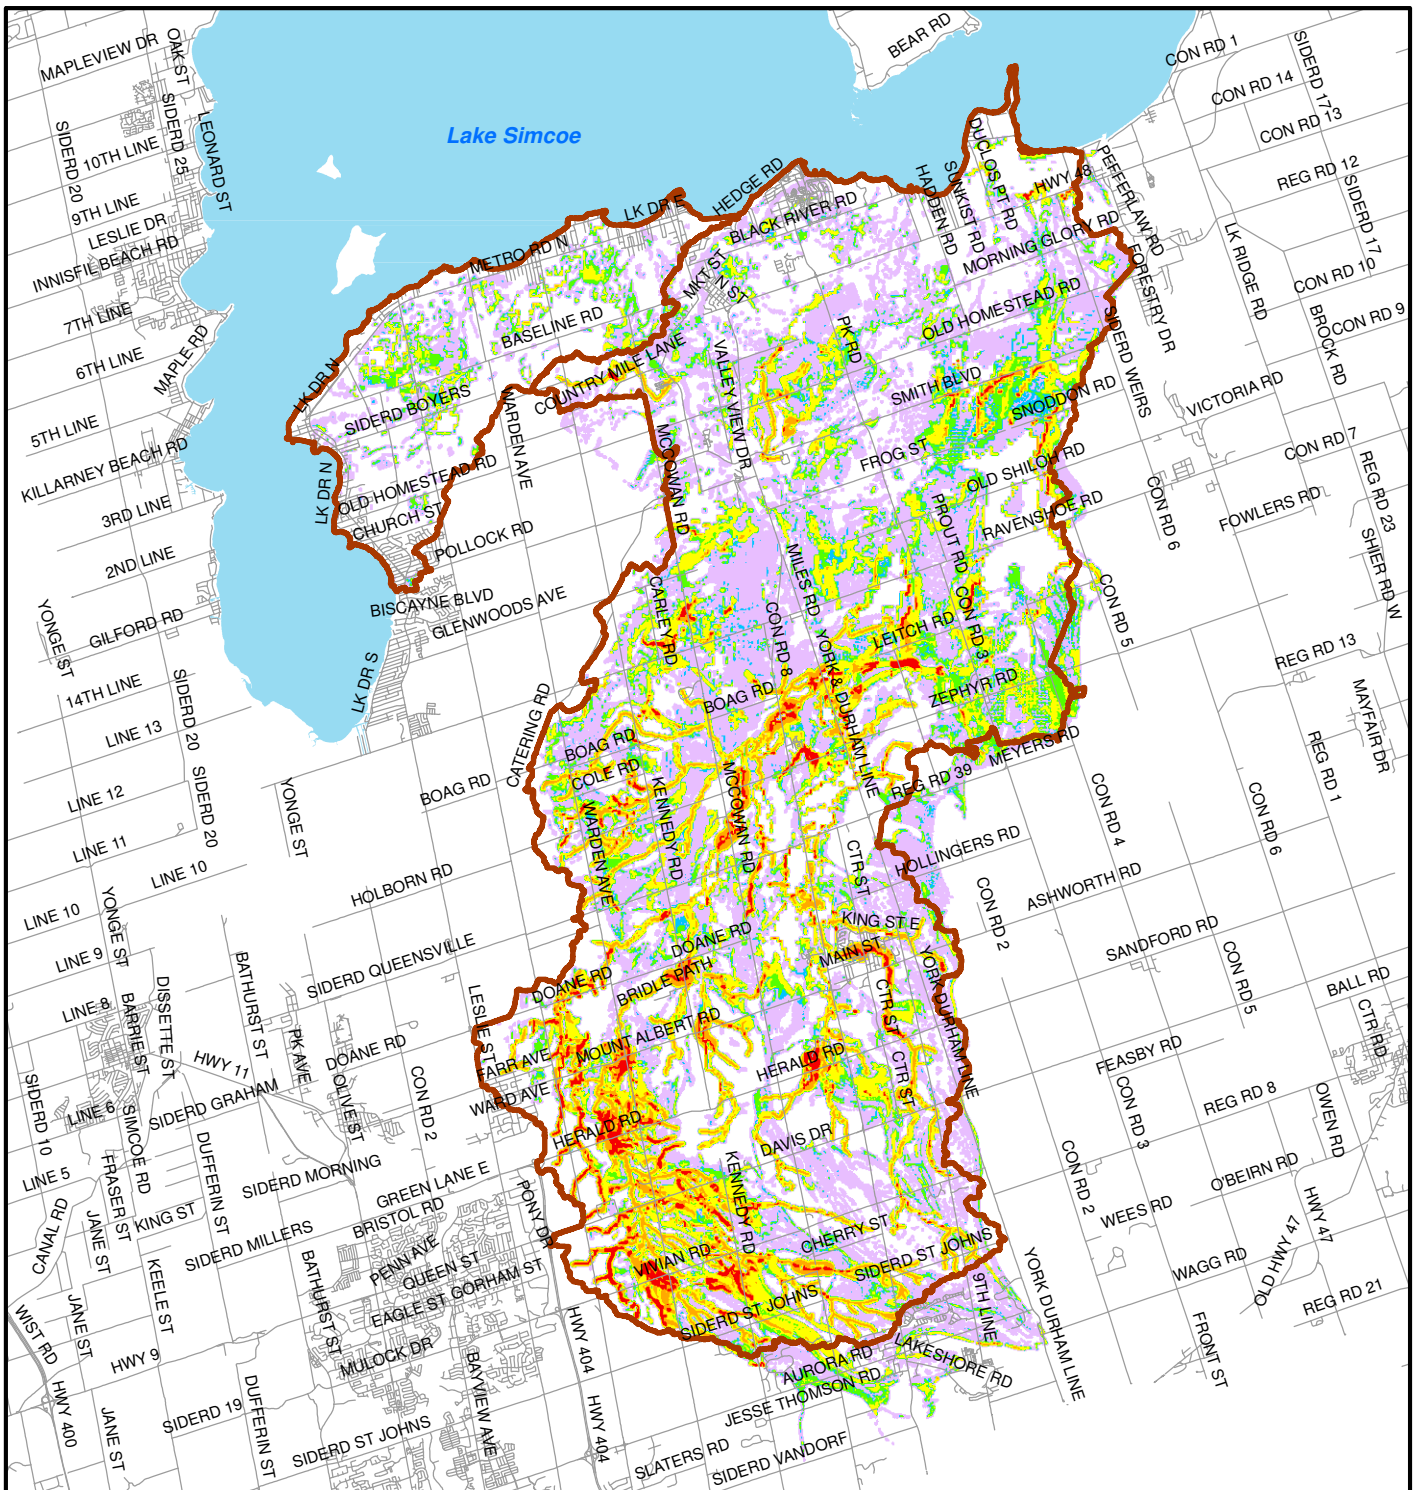 MAPLEVIEW DR
OAK ST
SIDERD 25
LEONARD ST
SIDERD 20
10TH LINE
9TH LINE
LESLIE DR
INNISFIL BEACH RD
7TH LINE
6TH LINE
MAPLE RD
5TH LINE
KILLARNEY BEACH RD
3RD LINE
2ND LINE
GILFORD RD
YONGE ST
14TH LINE
SIDERD 20
LINE 13
LINE 12
SIDERD 20
LINE 11
LINE 10
LINE 10
YONGE ST
LINE 9
YONGE ST
LINE 8
BARRIE ST
DISSETTE ST
BATHURST ST
HWY 11
PK AVE
SIDERD 10
LINE 6
SIMCOE RD
SIDERD GRAHAM
OLIVE ST
DOANE RD
CON RD 2
LINE 5
FRASER ST
DUFFERIN ST
SIDERD MORNING
GREEN LANE E
CANAL RD
JANE ST
KING ST
SIDERD MILLERS
BRISTOL RD
PENN AVE
QUEEN ST
EAGLE ST
GORHAM ST
PONY DR
WIST RD
JANE ST
KEELE ST
BATHURST ST
MULOCK DR
HWY 9
BAYVIEW AVE
HWY 404
HWY 400
JANE ST
SIDERD 19
DUFFERIN ST
SIDERD ST JOHNS
HWY 404
SLATERS RD
SIDERD VANDORF
JESSE THOMSON RD
AURORA RD
LAKESHORE RD
9TH LINE
YORK DURHAM LINE
Lake Simcoe
BEAR RD
CON RD 1
SIDERD 17
CON RD 14
CON RD 13
REG RD 12
SIDERD 17
LK RIDGE RD
CON RD 10
BROCK RD
CON RD 9
VICTORIA RD
CON RD 7
REG RD 23
FOWLERS RD
SHIER RD W
CON RD 6
CON RD 5
REG RD 13
MAYFAIR DR
REG RD 1
CON RD 6
CON RD 4
ASHWORTH RD
CON RD 2
SANDFORD RD
CON RD 5
BALL RD
CTR RD
FEASBY RD
CON RD 3
REG RD 8
OWEN RD
CON RD 2
O'BEIRN RD
WEES RD
HWY 47
OLD HWY 47
WAGG RD
REG RD 21
FRONT ST
DUCLOS PT RD
SUNKIST RD
HADDEN RD
HWY 48
PEFFERLAW RD
MORNING GLORY RD
FORESTRY DR
OLD HOMESTEAD RD
SIDERD WEIRS
HEDGE RD
LK DR E
BLACK RIVER RD
METRO RD N
MKT ST
N ST
BASELINE RD
PK RD
COUNTRY MILE LANE
VALLEY VIEW DR
SMITH BLVD
SNODDON RD
FROG ST
OLD SHILOH RD
RAVENSHOE RD
PROUT RD
LK DR N
SIDERD BOYERS
WARDEN AVE
MCCOWAN RD
LK DR N
OLD HOMESTEAD RD
CHURCH ST
POLLOCK RD
BISCAYNE BLVD
GLENWOODS AVE
LK DR S
CARLEY RD
MILES RD
CON RD 8
YORK & DURHAM LINE
LEITCH RD
CON RD 3
ZEPHYR RD
BOAG RD
CATERING RD
BOAG RD
BOAG RD
COLE RD
KENNEDY RD
MCCOWAN RD
WARDEN AVE
REG RD 39
MEYERS RD
CTR ST
HOLLINGERS RD
HOLBORN RD
SIDERD QUEENSVILLE
KING ST E
MAIN ST
DOANE RD
BRIDLE PATH
DOANE RD
YORK DURHAM LINE
CTR ST
LESLIE ST
MOUNT ALBERT RD
FARR AVE
WARD AVE
HERALD RD
CTR ST
HERALD RD
DAVIS DR
KENNEDY RD
CHERRY ST
VIVIAN RD
SIDERD ST JOHNS
SIDERD ST JOHNS